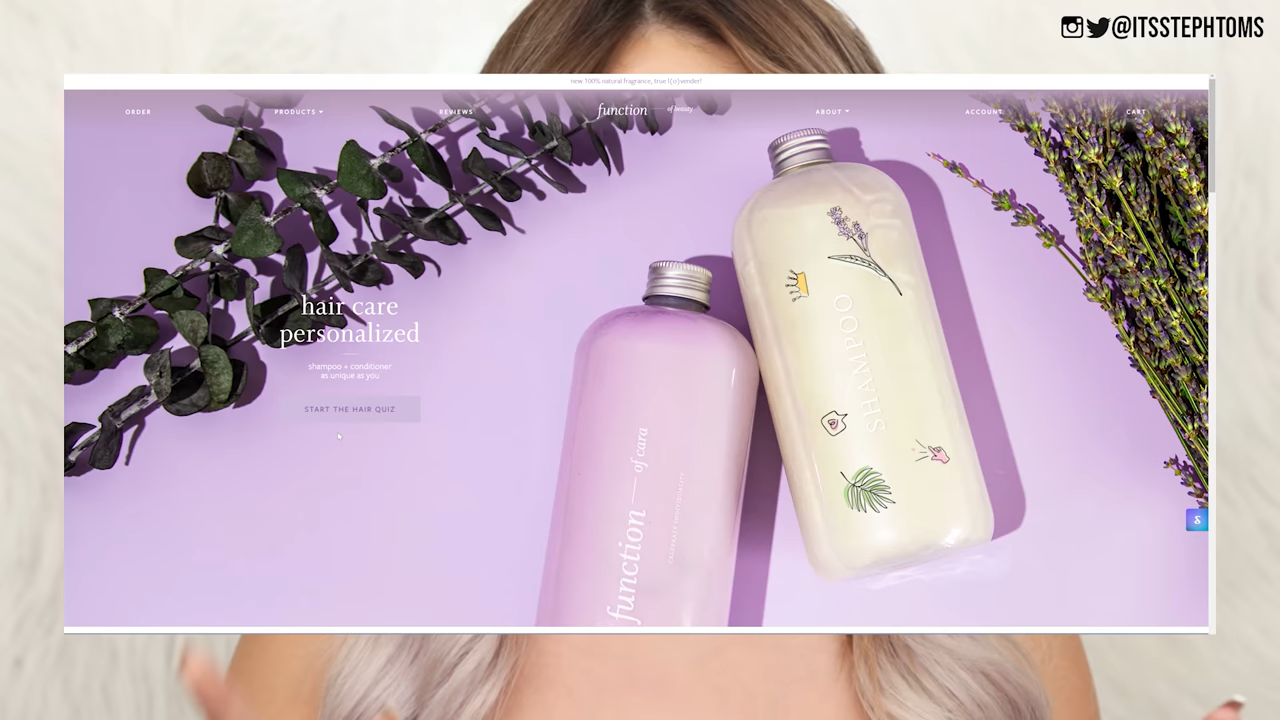 @ITSSTEPHTOMS
new 100% natural fragrance, true l(o)vender!
ORDER
PRODUCTS
REVIEWS
function — of beauty
ABOUT
ACCOUNT
CART
hair care
personalized
shampoo + conditioner
as unique as you
START THE HAIR QUIZ
function — of cara
SHAMPOO